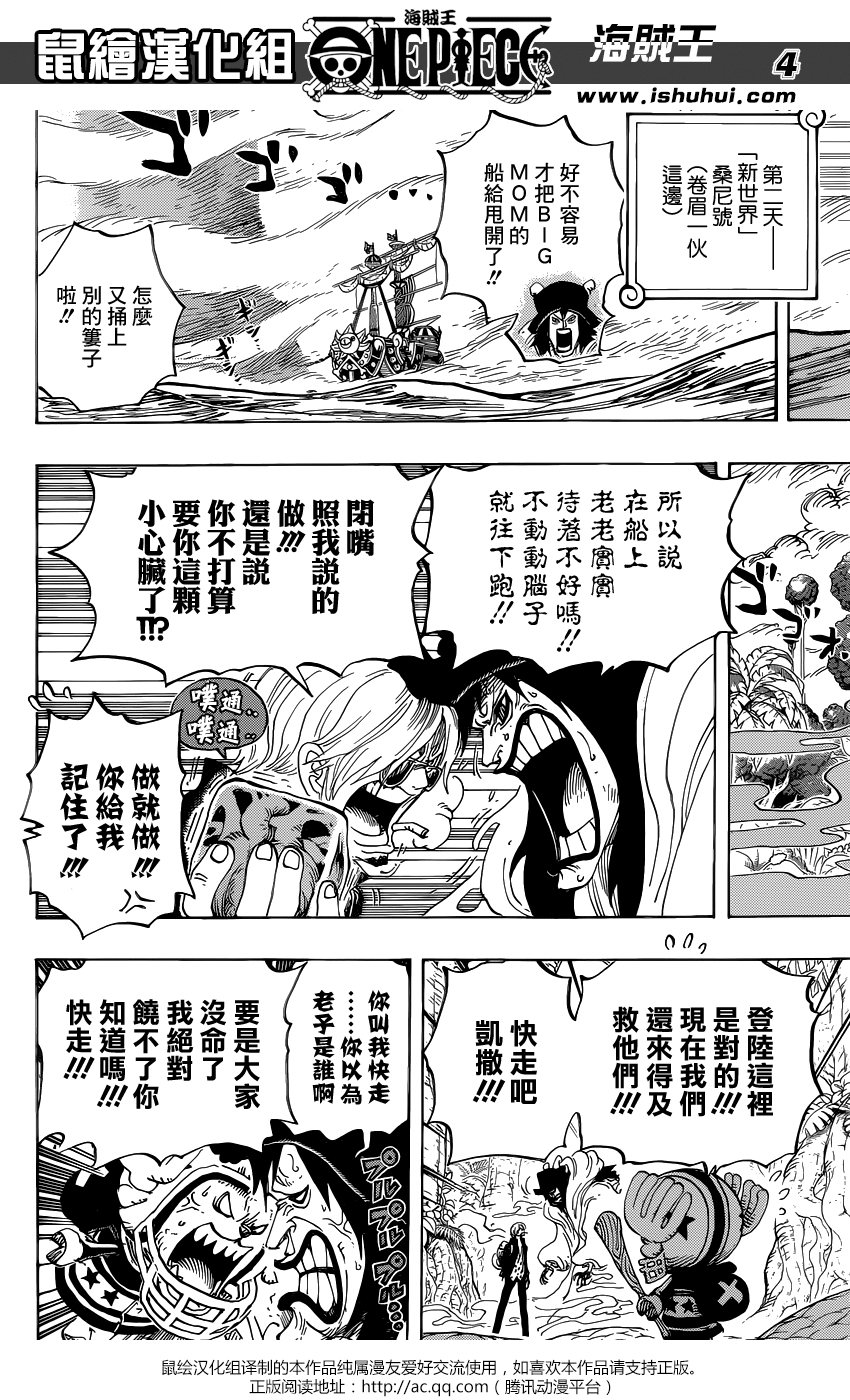 鼠繪漢化組
海賊王
ONE PIECE
海賊王
4
www.ishuhui.com
第二天——
「新世界」
桑尼號
（卷眉一伙
這邊）
好不容易
才把BIG
MOM的
船給甩開了!!
怎麼
又捅上
別的簍子
啦!!
ゴゴゴ…
所以說
在船上
老老實實
待著不好嗎!!
不動動腦子
就往下跑!!
閉嘴
照我說的
做!!!
還是說
你不打算
要你這顆
小心臟了!!?
噗通‥
噗通‥
做就做!!!
你給我
記住了!!!
登陸這裡
是對的!!!
現在我們
還來得及
救他們!!!
快走吧
凱撒!!!
你叫我快走
……你以為
老子是誰啊
要是大家
沒命了
我絕對
饒不了你
知道嗎!!!
快走!!!
鼠绘汉化组译制的本作品纯属漫友爱好交流使用，如喜欢本作品请支持正版。
正版阅读地址：http://ac.qq.com（腾讯动漫平台）